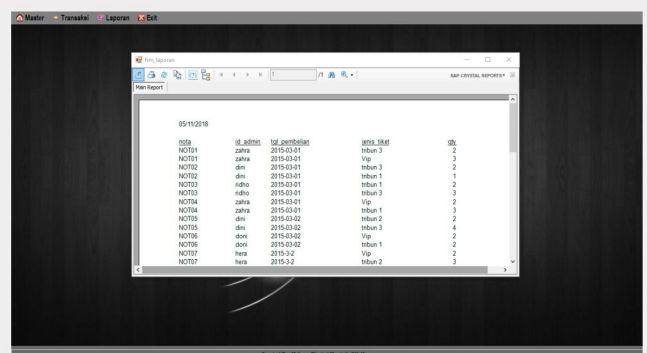 Master Transaksi Laporan Exit
frm_laporan
1 /1 SAP CRYSTAL REPORTS®
Main Report
05/11/2018
nota id_admin tgl_pembelian jenis_tiket qty
NOT01 zahra 2015-03-01 tribun 3 2
NOT01 zahra 2015-03-01 Vip 3
NOT02 dini 2015-03-01 tribun 3 2
NOT02 dini 2015-03-01 tribun 1 1
NOT03 ridho 2015-03-01 tribun 1 2
NOT03 ridho 2015-03-01 tribun 3 3
NOT04 zahra 2015-03-01 Vip 2
NOT04 zahra 2015-03-01 tribun 1 3
NOT05 dini 2015-03-02 tribun 2 2
NOT05 dini 2015-03-02 tribun 3 4
NOT06 doni 2015-03-02 Vip 2
NOT06 doni 2015-03-02 tribun 1 2
NOT07 hera 2015-3-2 Vip 2
NOT07 hera 2015-3-2 tribun 2 3